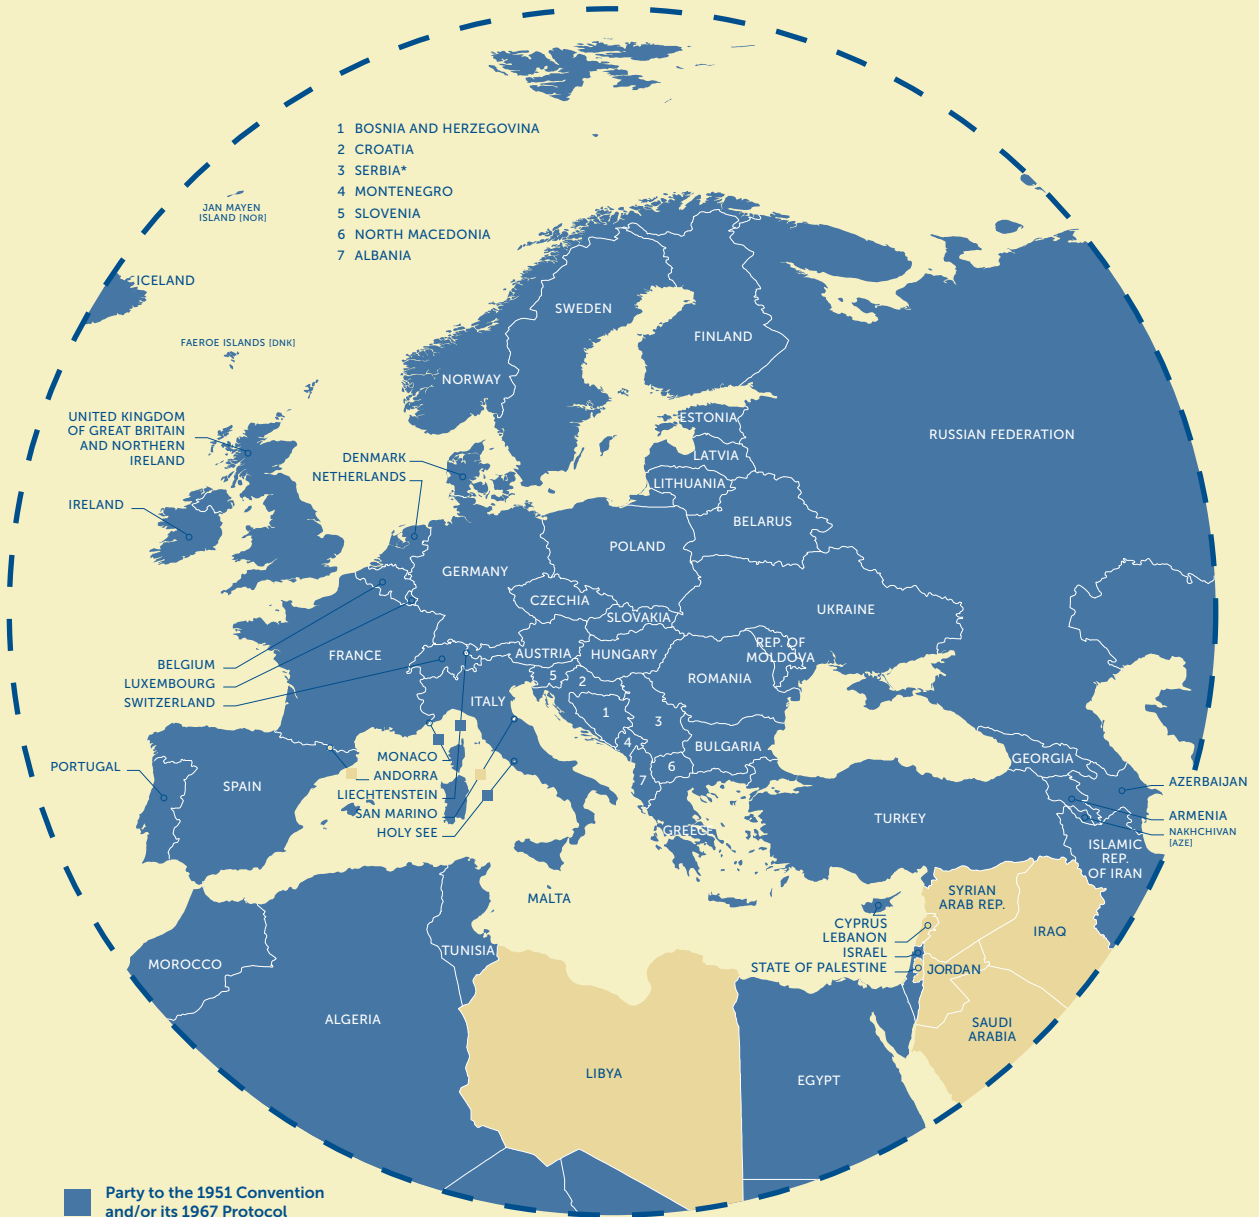 1 BOSNIA AND HERZEGOVINA
2 CROATIA
3 SERBIA*
4 MONTENEGRO
5 SLOVENIA
6 NORTH MACEDONIA
7 ALBANIA
JAN MAYEN
ISLAND [NOR]
ICELAND
SWEDEN
FINLAND
FAEROE ISLANDS [DNK]
NORWAY
UNITED KINGDOM
OF GREAT BRITAIN
AND NORTHERN
IRELAND
ESTONIA
RUSSIAN FEDERATION
DENMARK
LATVIA
NETHERLANDS
LITHUANIA
IRELAND
BELARUS
POLAND
GERMANY
CZECHIA
UKRAINE
SLOVAKIA
FRANCE
AUSTRIA
HUNGARY
REP. OF
MOLDOVA
BELGIUM
LUXEMBOURG
SWITZERLAND
5
2
ROMANIA
ITALY
1
3
4
BULGARIA
MONACO
GEORGIA
PORTUGAL
ANDORRA
6
7
SPAIN
LIECHTENSTEIN
AZERBAIJAN
SAN MARINO
ARMENIA
TURKEY
HOLY SEE
GREECE
NAKHCHIVAN
[AZE]
ISLAMIC
REP.
OF IRAN
MALTA
SYRIAN
ARAB REP.
CYPRUS
LEBANON
IRAQ
ISRAEL
TUNISIA
MOROCCO
STATE OF PALESTINE
JORDAN
ALGERIA
SAUDI
ARABIA
LIBYA
EGYPT
Party to the 1951 Convention
and/or its 1967 Protocol